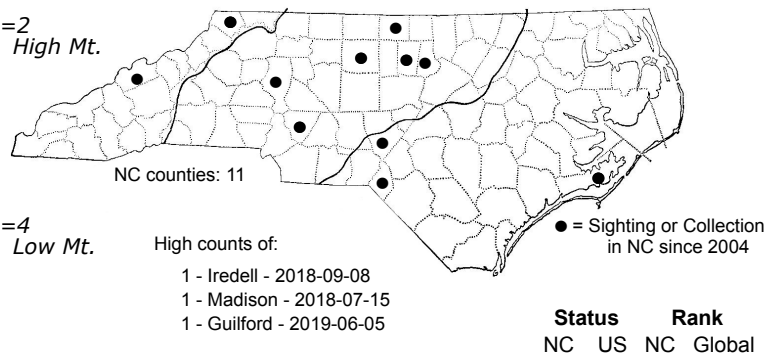 =2
High Mt.
NC counties: 11
=4
Low Mt.
High counts of:
1 - Iredell - 2018-09-08
1 - Madison - 2018-07-15
1 - Guilford - 2019-06-05
● = Sighting or Collection
in NC since 2004
Status Rank
NC US NC Global